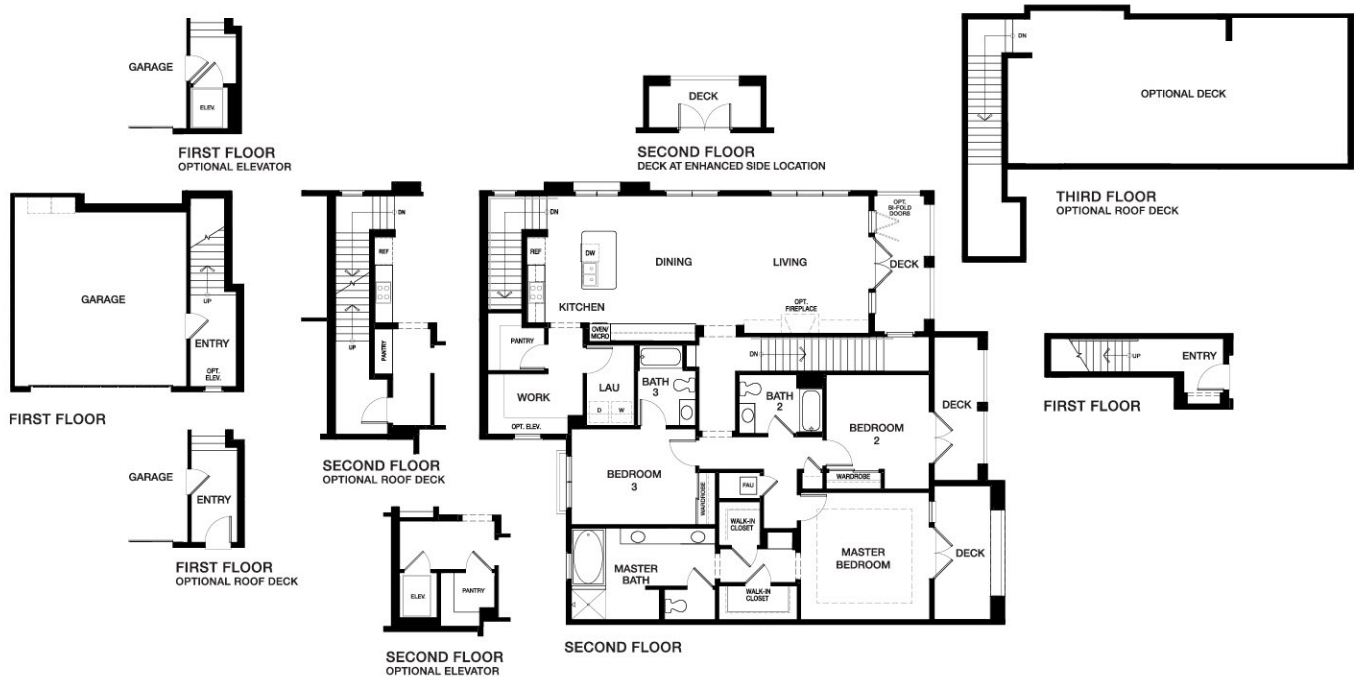 GARAGE
ELEV.
FIRST FLOOR
OPTIONAL ELEVATOR
DECK
SECOND FLOOR
DECK AT ENHANCED SIDE LOCATION
DN
OPTIONAL DECK
THIRD FLOOR
OPTIONAL ROOF DECK
GARAGE
UP
ENTRY
OPT.
ELEV.
FIRST FLOOR
DN
REF
UP
PANTRY
SECOND FLOOR
OPTIONAL ROOF DECK
DN
REF
DW
KITCHEN
DINING
LIVING
OPT.
BI-FOLD
DOORS
DECK
OPT.
FIREPLACE
OVEN/
MICRO
PANTRY
WORK
OPT. ELEV.
LAU
D
W
BATH
3
DN
BATH
2
BEDROOM
2
WARDROBE
DECK
BEDROOM
3
WARDROBE
FAU
WALK-IN
CLOSET
MASTER
BATH
WALK-IN
CLOSET
MASTER
BEDROOM
DECK
SECOND FLOOR
UP
ENTRY
FIRST FLOOR
GARAGE
ENTRY
FIRST FLOOR
OPTIONAL ROOF DECK
ELEV.
PANTRY
SECOND FLOOR
OPTIONAL ELEVATOR